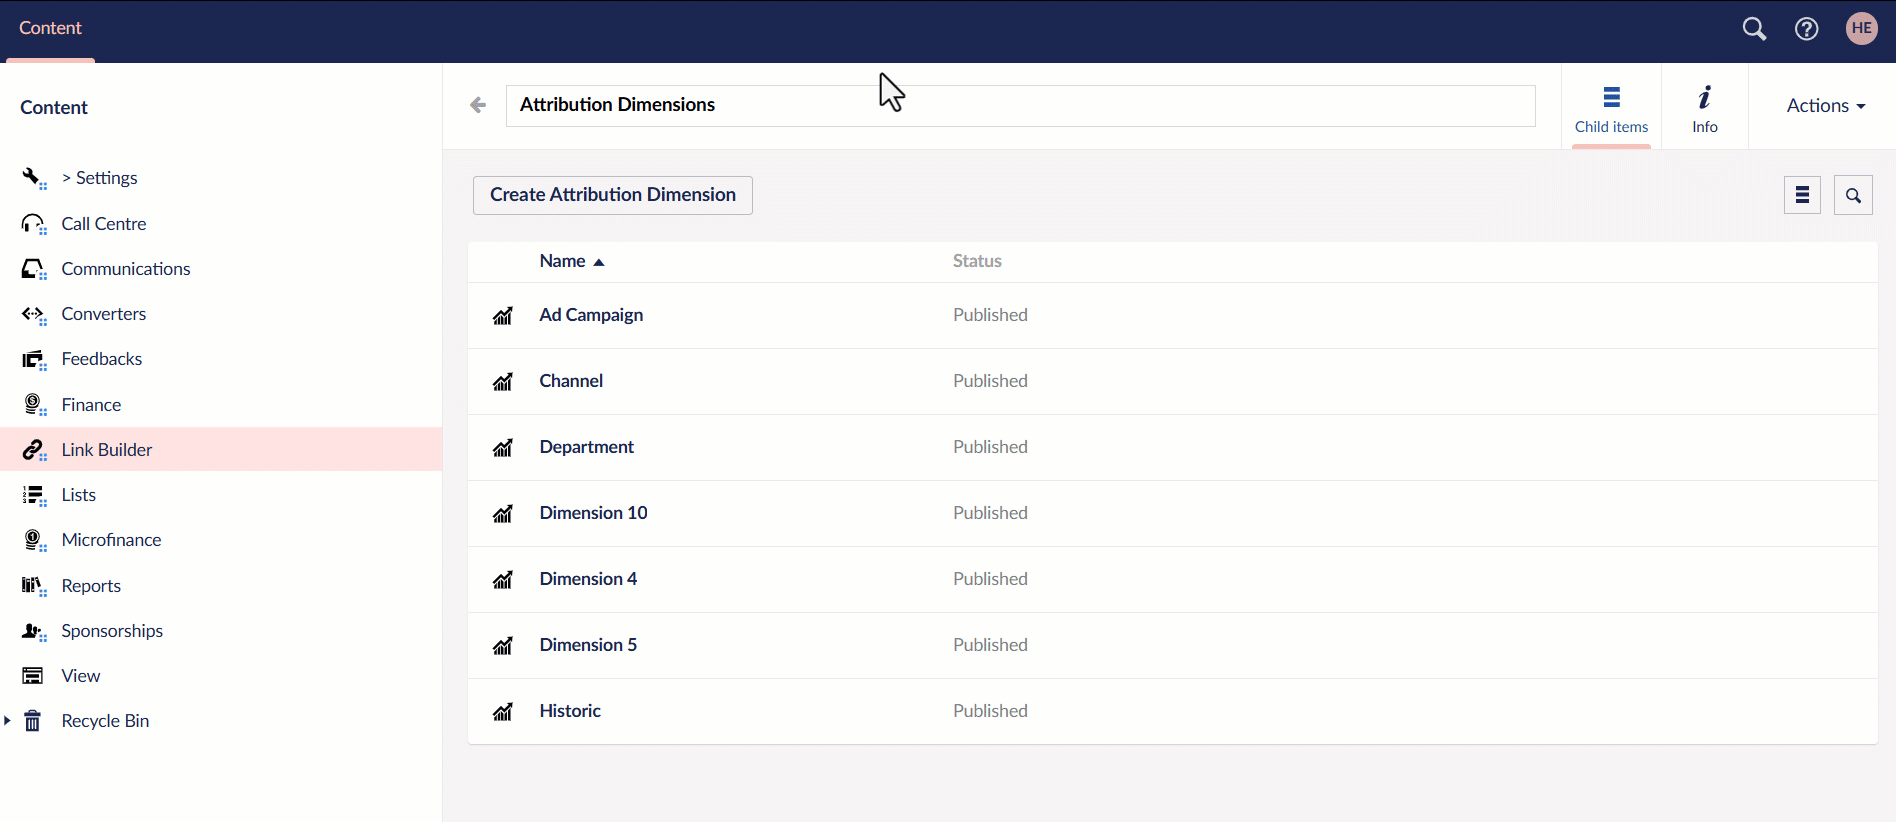 Content
HE
Content
> Settings
Call Centre
Communications
Converters
Feedbacks
Finance
Link Builder
Lists
Microfinance
Reports
Sponsorships
View
Recycle Bin
Attribution Dimensions
Child items
Info
Actions
Create Attribution Dimension
Name Status
Ad Campaign Published
Channel Published
Department Published
Dimension 10 Published
Dimension 4 Published
Dimension 5 Published
Historic Published